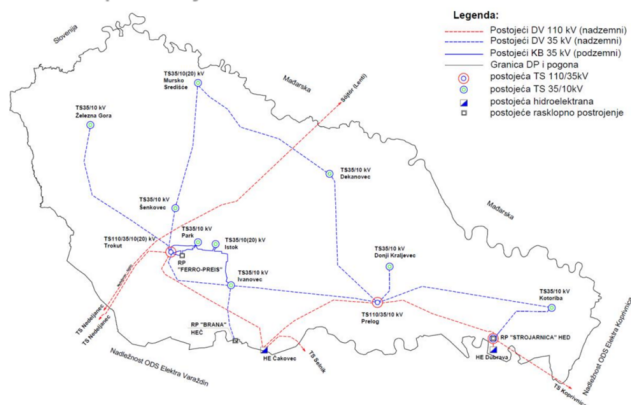 Legenda:
Postojeći DV 110 kV (nadzemni)
Postojeći DV 35 kV (nadzemni)
Postojeći KB 35 kV (podzemni)
Granica DP i pogona
postojeća TS 110/35kV
postojeća TS 35/10kV
postojeća hidroelektrana
postojeće rasklopno postrojenje
Slovenija
TS35/10(20) kV
Mursko
Središće
Mađarska
TS35/10 kV
Železna Gora
TS35/10 kV
Dekanovec
Mađarska
TS35/10 kV
Šenkovec
TS35/10 kV
Park
TS35/10(20) kV
Istok
TS110/35/10(20) kV
Trokut
RP
"FERRO-PREIS"
TS35/10 kV
Ivanovec
TS35/10 kV
Donji Kraljevec
TS35/10 kV
Kotoriba
TS110/35/10 kV
Prelog
TS Nedeljanec
TS Nedeljanec
RP "BRANA"
HEČ
HE Čakovec
TS Selnik
RP "STROJARNICA" HED
HE Dubrava
TS Koprivnica
Nadležnost ODS Elektra Varaždin
Nadležnost ODS Elektra Koprivnica